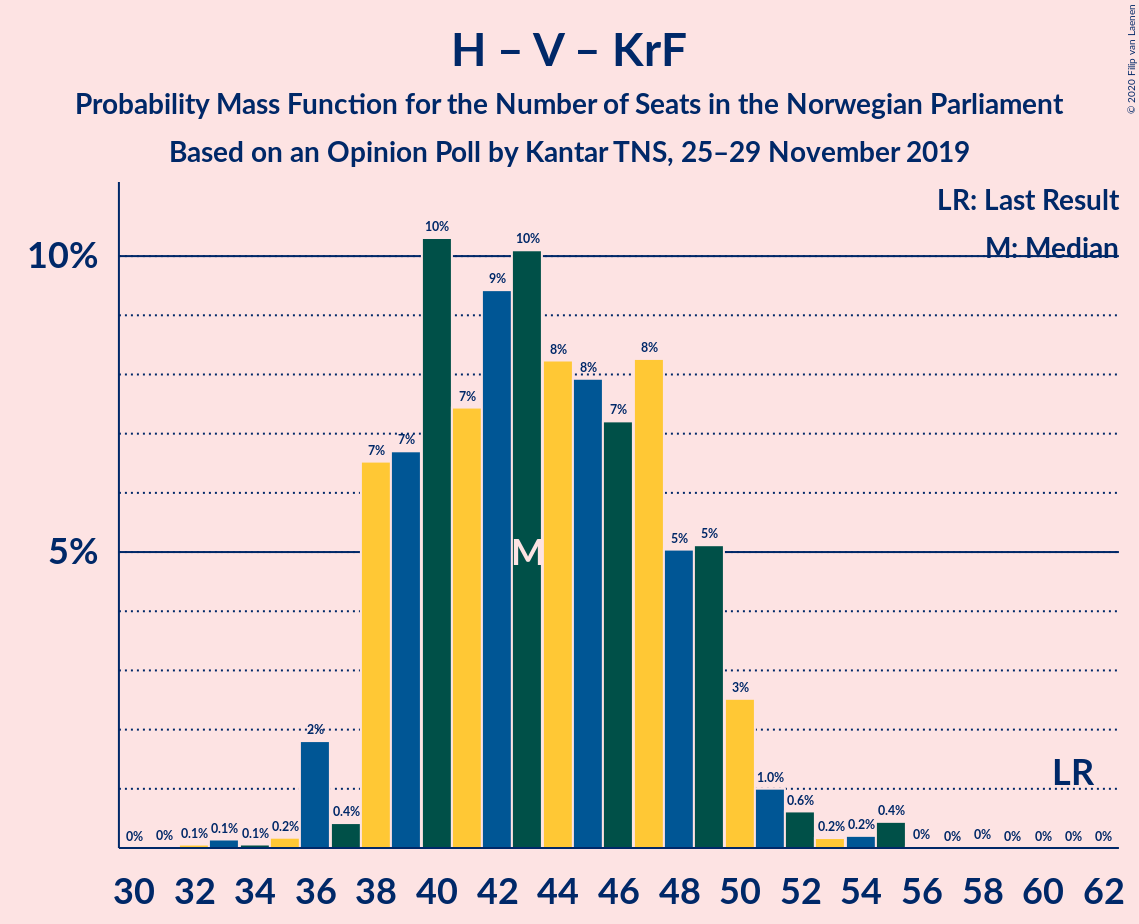 © 2020 Filip van Laenen
H – V – KrF
Probability Mass Function for the Number of Seats in the Norwegian Parliament
Based on an Opinion Poll by Kantar TNS, 25–29 November 2019
LR: Last Result
M: Median
10%
5%
0% 0% 0.1% 0.1% 0.1% 0.2% 2% 0.4% 7% 7% 10% 7% 9% 10% 8% 8% 7% 8% 5% 5% 3% 1.0% 0.6% 0.2% 0.2% 0.4% 0% 0% 0% 0% 0% 0% 0%
M
LR
30 32 34 36 38 40 42 44 46 48 50 52 54 56 58 60 62